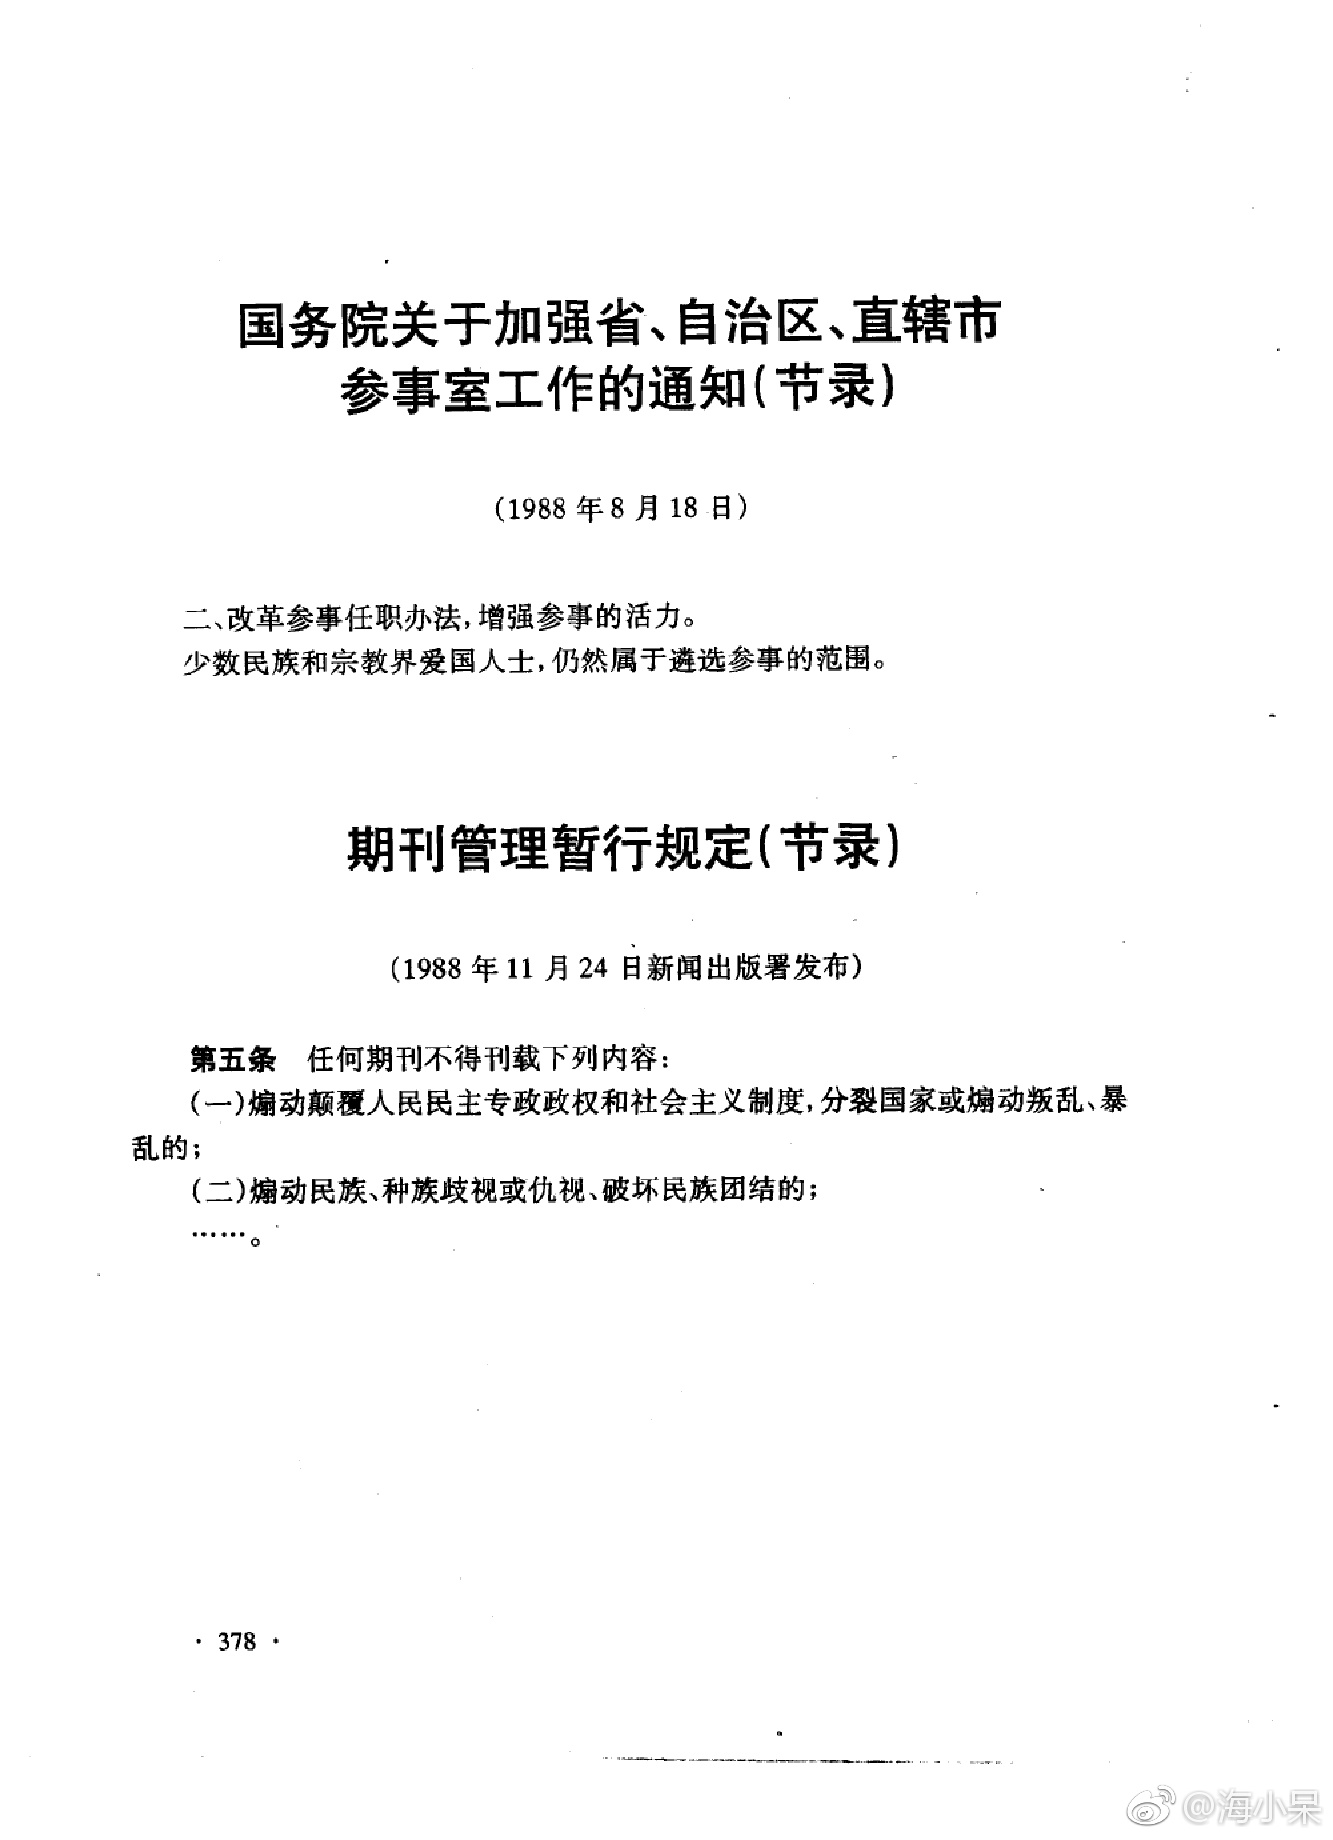 国务院关于加强省、自治区、直辖市
参事室工作的通知(节录)
(1988年8月18日)
二、改革参事任职办法,增强参事的活力。
少数民族和宗教界爱国人士,仍然属于遴选参事的范围。
期刊管理暂行规定(节录)
(1988年11月24日新闻出版署发布)
第五条 任何期刊不得刊载下列内容:
(一)煽动颠覆人民民主专政政权和社会主义制度,分裂国家或煽动叛乱、暴
乱的;
(二)煽动民族、种族歧视或仇视、破坏民族团结的;
……。
·378·
@海小呆